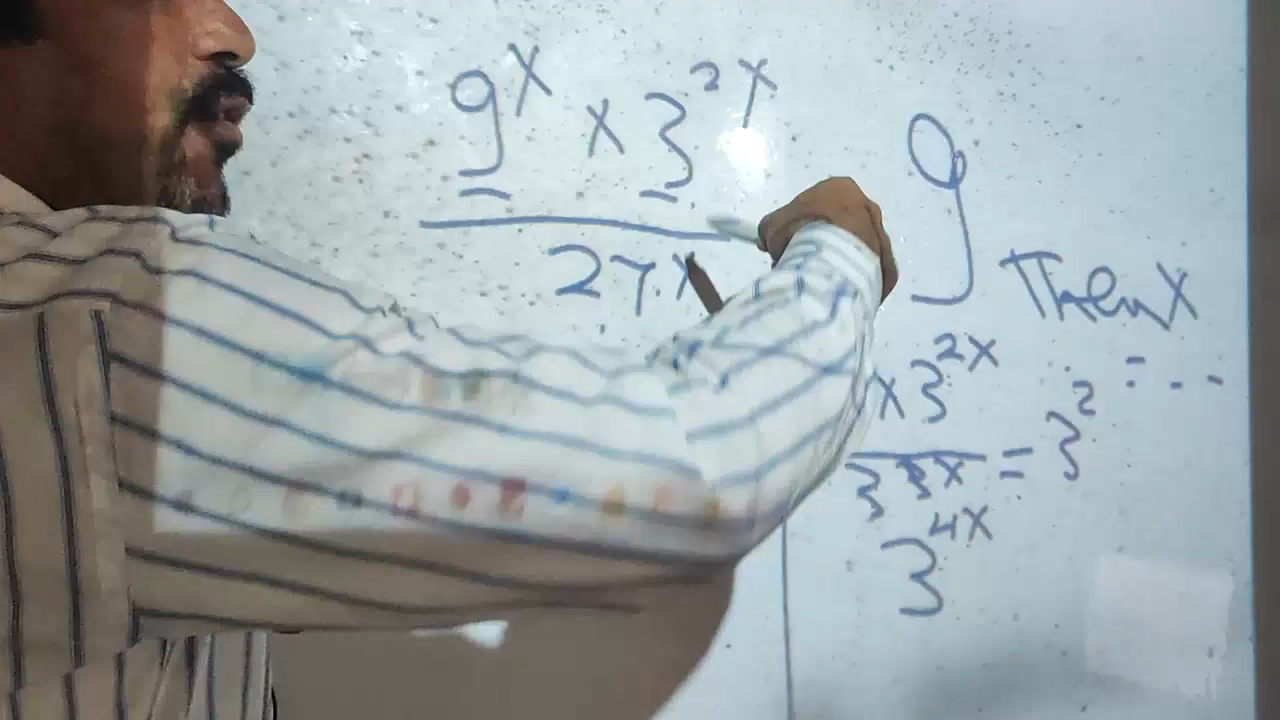 9^x × 3^2x
27^x
9
Then x
= ..
× 3^2x
3^3x = 3^2
3^4x